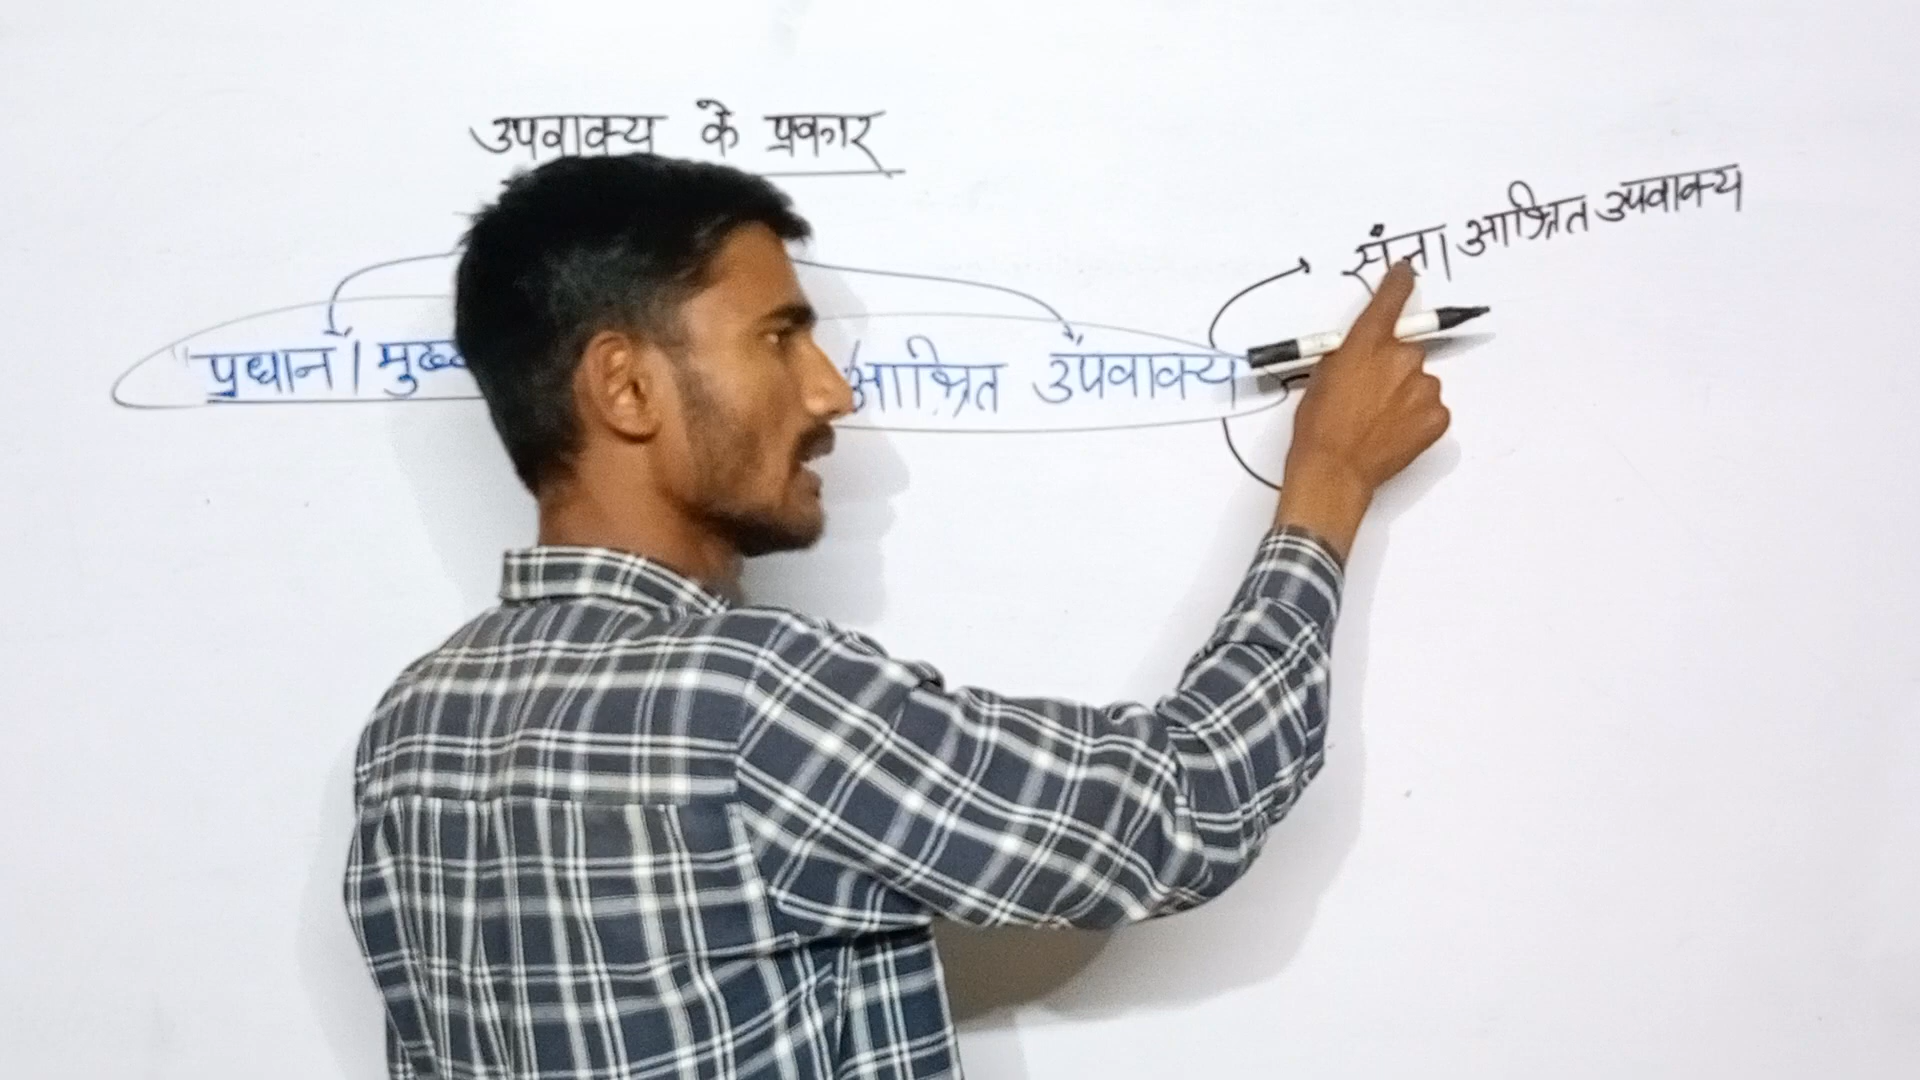 उपवाक्य के प्रकार
संज्ञा आश्रित उपवाक्य
प्रधान / मुख्य
आश्रित उपवाक्य